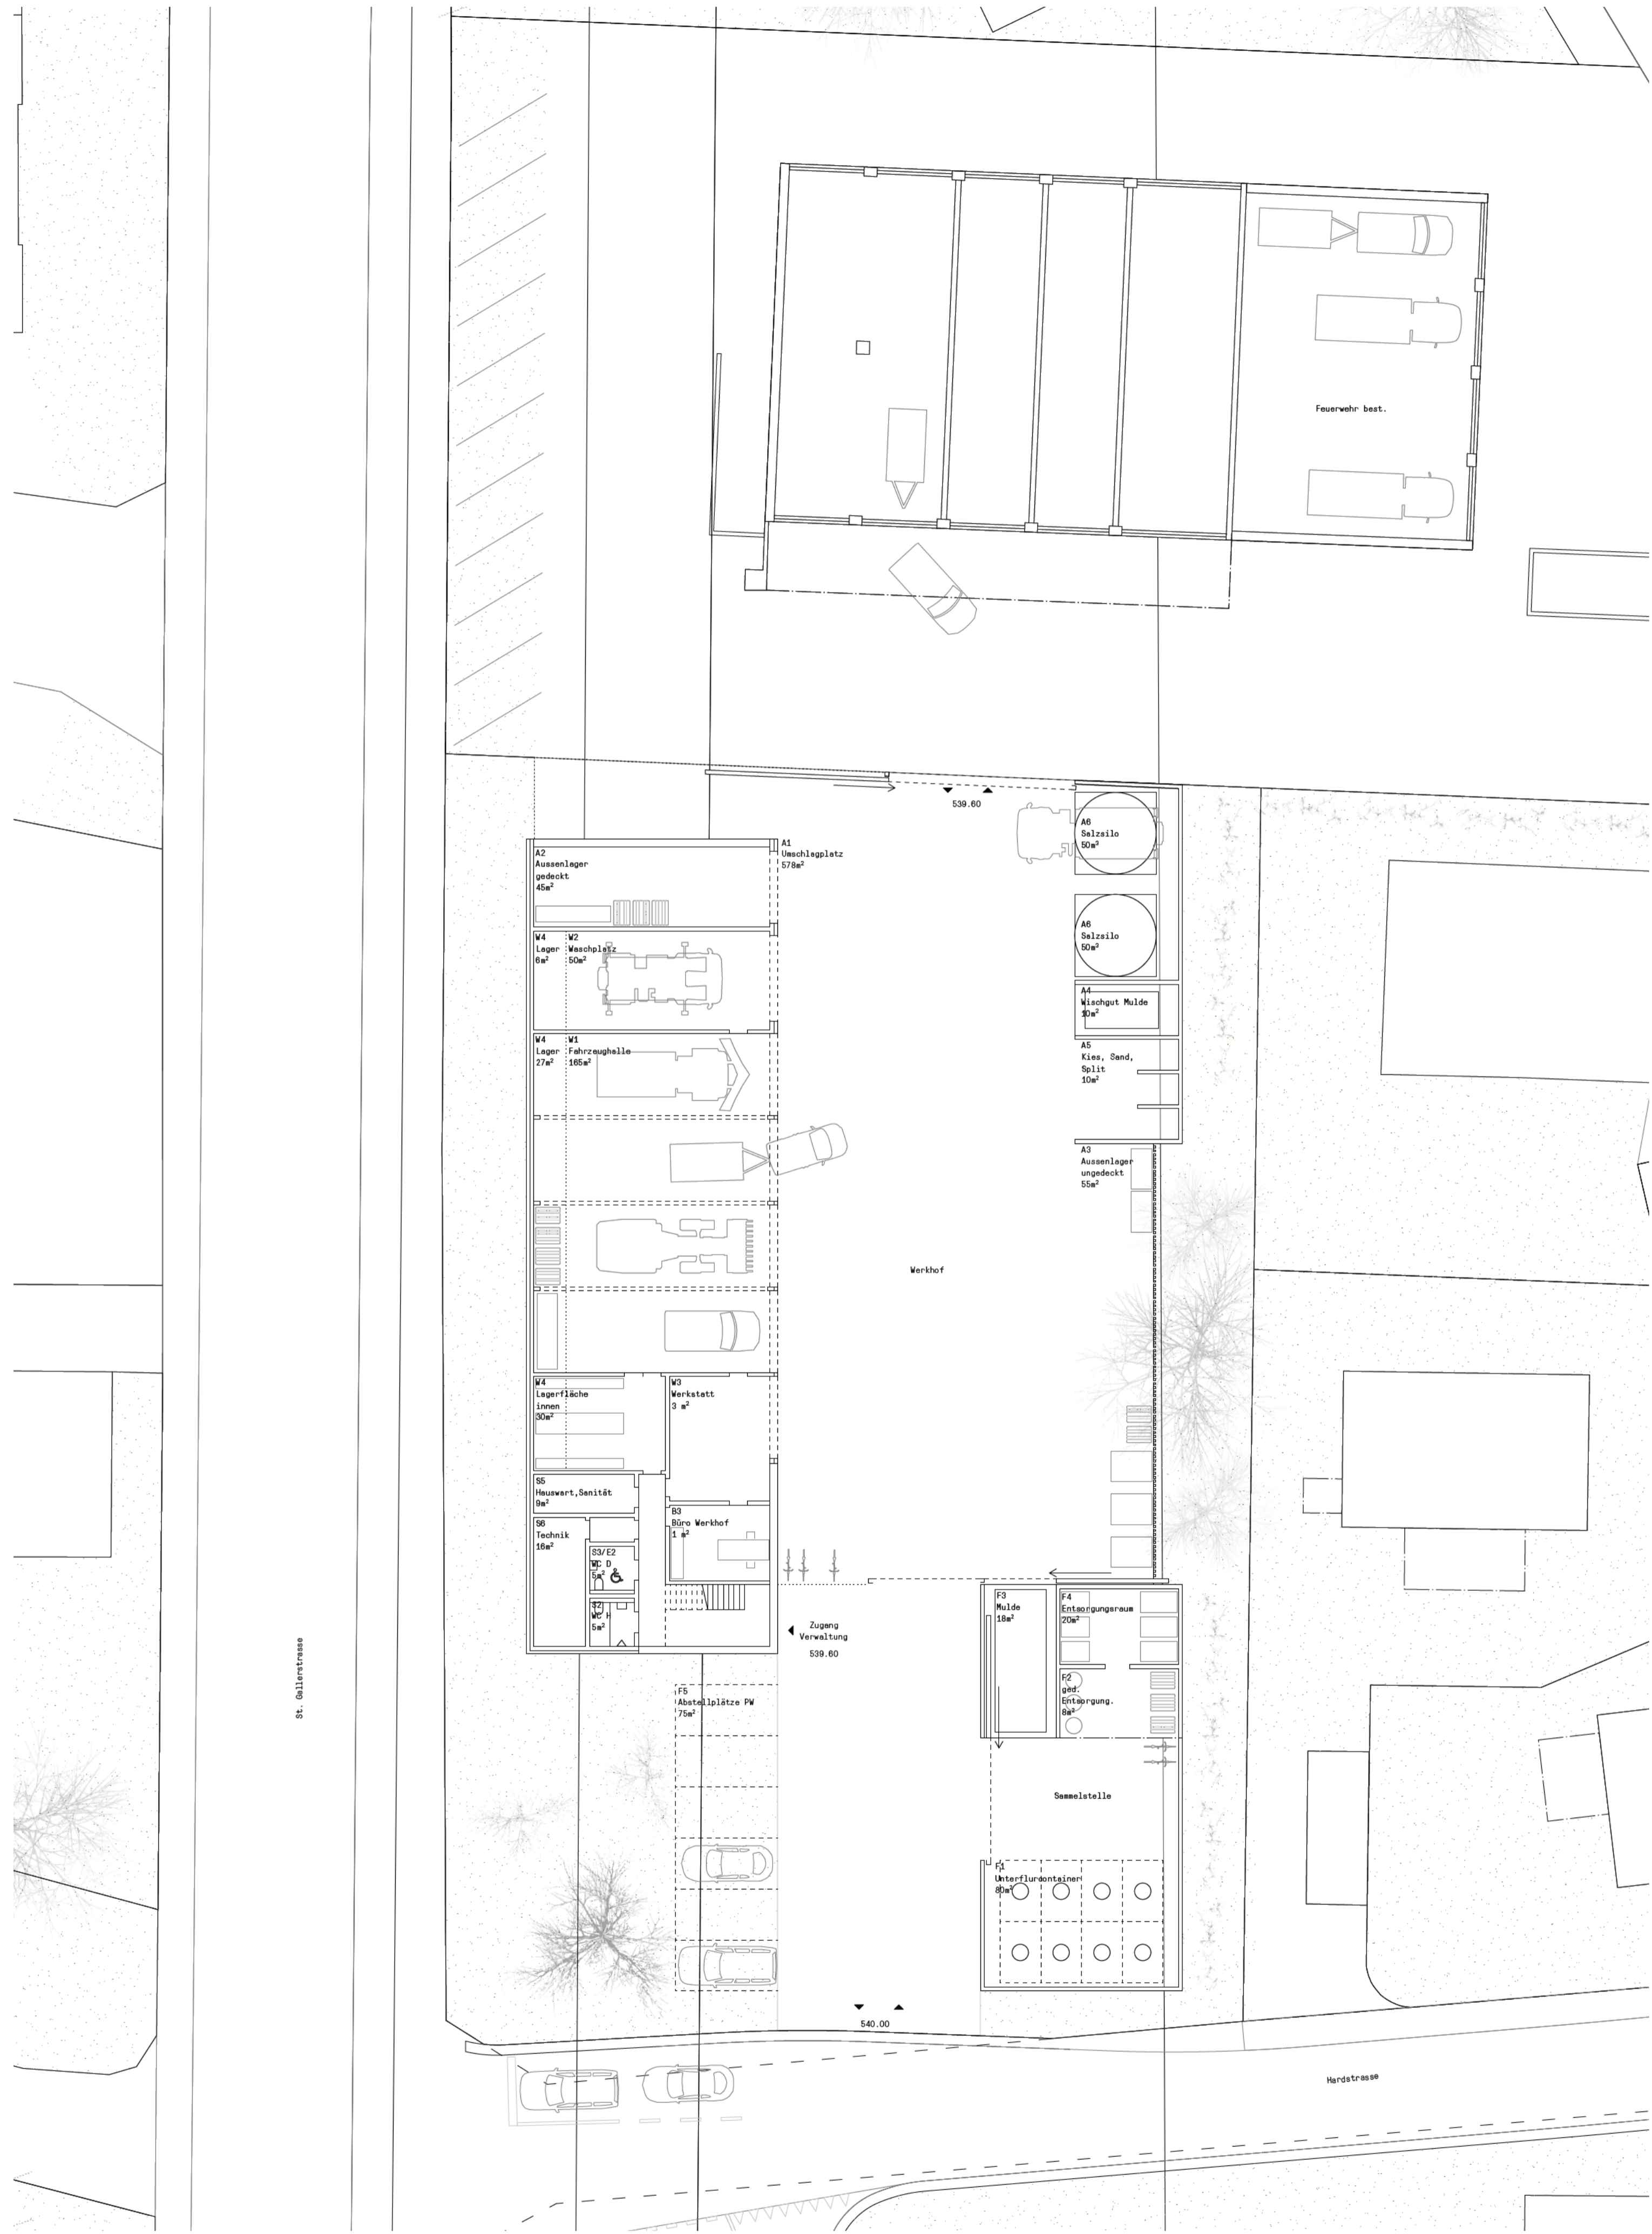 Feuerwehr best.
539.60
A1
Umschlagplatz
578m²
A2
Aussenlager
gedeckt
45m²
A6
Salzsilo
50m³
A6
Salzsilo
50m³
W4
Lager
6m²
W2
Waschplatz
50m²
A4
Wischgut Mulde
10m²
W4
Lager
27m²
W1
Fahrzeughalle
165m²
A5
Kies, Sand,
Split
10m²
A3
Aussenlager
ungedeckt
55m²
Werkhof
W4
Lagerfläche
innen
30m²
W3
Werkstatt
3 m²
S5
Hauswart,Sanität
9m²
B3
Büro Werkhof
1 m²
S6
Technik
16m²
S3/E2
WC D
5m²
S2
WC H
5m²
Zugang
Verwaltung
539.60
F3
Mulde
18m²
F4
Entsorgungsraum
20m²
F2
ged.
Entsorgung.
8m²
St. Gallerstrasse
F5
Abstellplätze PW
75m²
Sammelstelle
F1
Unterflurcontainer
80m²
540.00
Hardstrasse